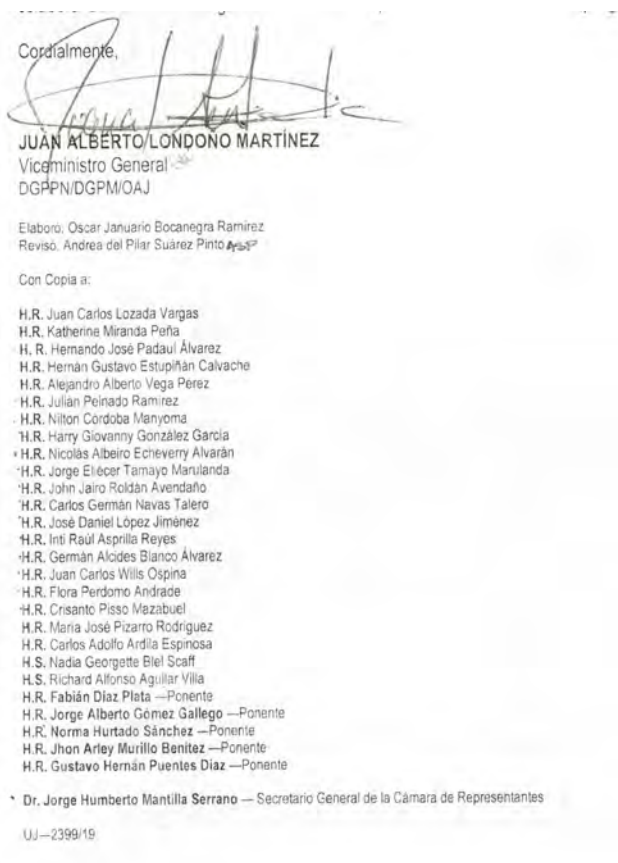 Cordialmente,
JUAN ALBERTO LONDOÑO MARTÍNEZ
Viceministro General
DGPPN/DGPM/OAJ
Elaboró: Oscar Januario Bocanegra Ramírez
Revisó: Andrea del Pilar Suárez Pinto
Con Copia a:
H.R. Juan Carlos Lozada Vargas
H.R. Katherine Miranda Peña
H, R. Hernando José Padaui Álvarez
H.R. Hernán Gustavo Estupiñán Calvache
H.R. Alejandro Alberto Vega Pérez
H.R. Julián Peinado Ramírez
H.R. Nilton Córdoba Manyoma
H.R. Harry Giovanny González García
H.R. Nicolás Albeiro Echeverry Alvarán
H.R. Jorge Eliécer Tamayo Marulanda
H.R. John Jairo Roldán Avendaño
H.R. Carlos Germán Navas Talero
H.R. José Daniel López Jiménez
H.R. Inti Raúl Asprilla Reyes
H.R. Germán Alcides Blanco Álvarez
H.R. Juan Carlos Wills Ospina
H.R. Flora Perdomo Andrade
H.R. Crisanto Pisso Mazabuel
H.R. María José Pizarro Rodríguez
H.R. Carlos Adolfo Ardila Espinosa
H.S. Nadia Georgette Blel Scaff
H.S. Richard Alfonso Aguilar Villa
H.R. Fabián Díaz Plata —Ponente
H.R. Jorge Alberto Gómez Gallego —Ponente
H.R. Norma Hurtado Sánchez —Ponente
H.R. Jhon Arley Murillo Benítez —Ponente
H.R. Gustavo Hernán Puentes Díaz —Ponente
Dr. Jorge Humberto Mantilla Serrano — Secretario General de la Cámara de Representantes
UJ—2399/19